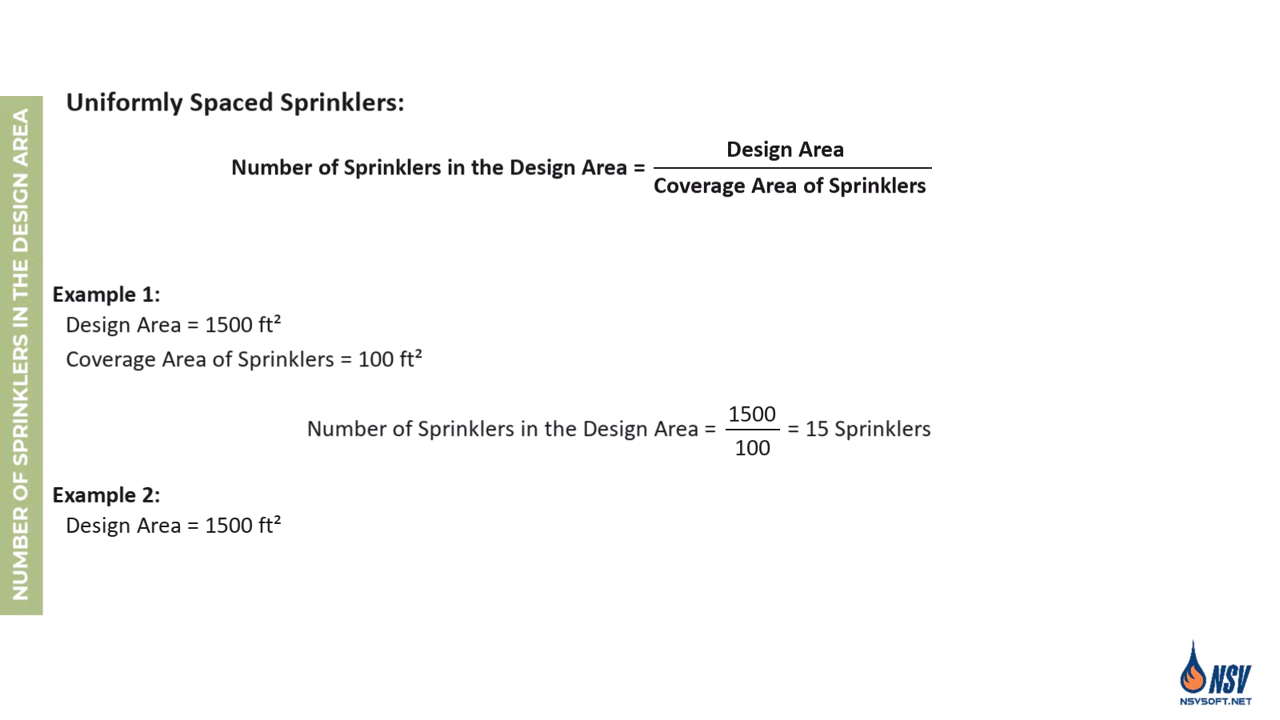 NUMBER OF SPRINKLERS IN THE DESIGN AREA
Uniformly Spaced Sprinklers:
Number of Sprinklers in the Design Area = Design Area / Coverage Area of Sprinklers
Example 1:
Design Area = 1500 ft²
Coverage Area of Sprinklers = 100 ft²
Number of Sprinklers in the Design Area = 1500 / 100 = 15 Sprinklers
Example 2:
Design Area = 1500 ft²
NSV
NSVSOFT.NET